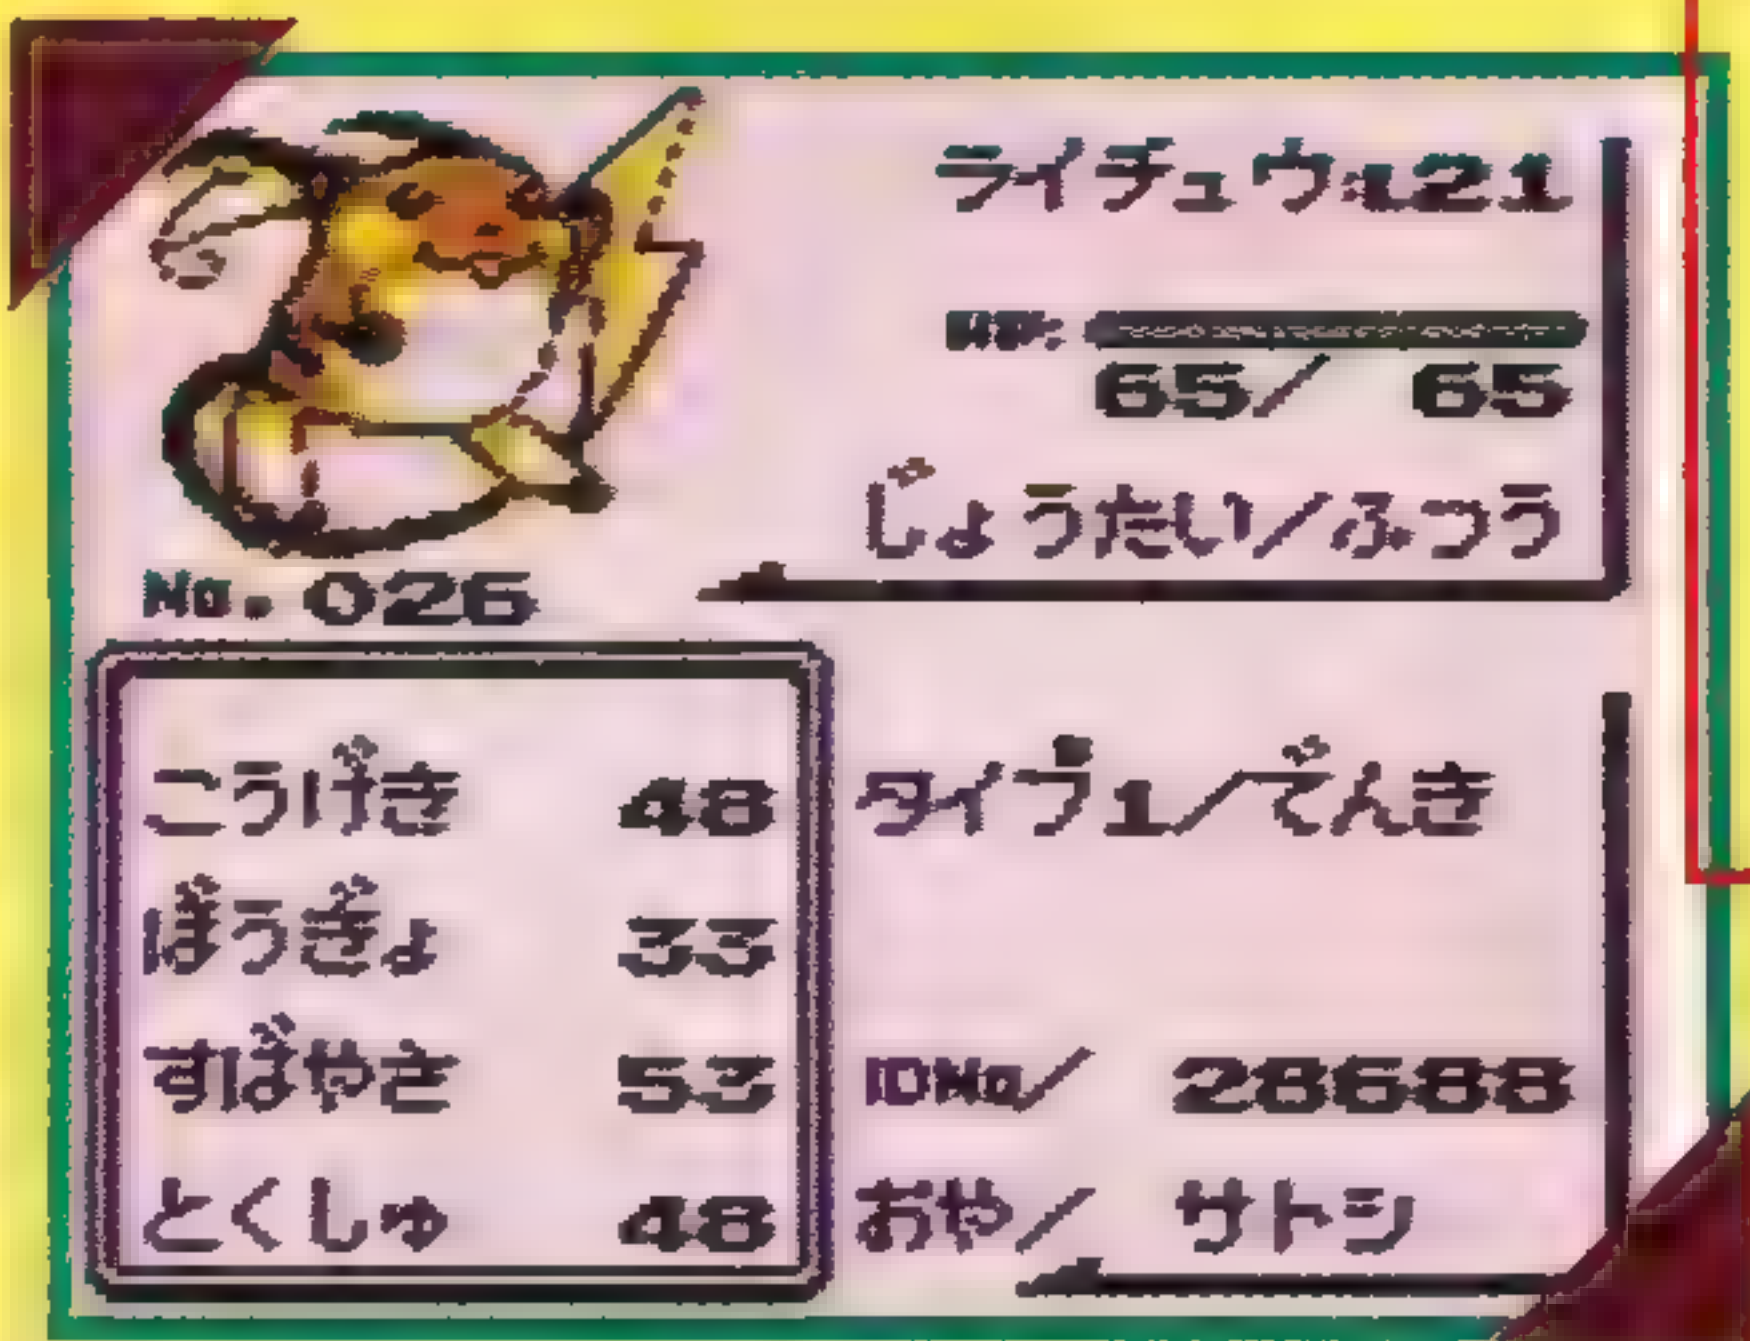 ライチュウ:L21
HP:
65/ 65
じょうたい/ふつう
No.026
こうげき 48
ぼうぎょ 33
すばやさ 53
とくしゅ 48
タイプ1/でんき
IDNo/ 28688
おや/ サトシ